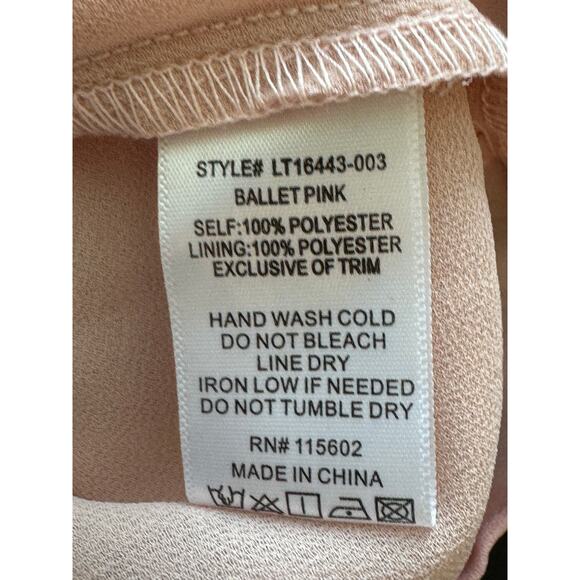 STYLE# LT16443-003
BALLET PINK
SELF:100% POLYESTER
LINING:100% POLYESTER
EXCLUSIVE OF TRIM
HAND WASH COLD
DO NOT BLEACH
LINE DRY
IRON LOW IF NEEDED
DO NOT TUMBLE DRY
RN# 115602
MADE IN CHINA